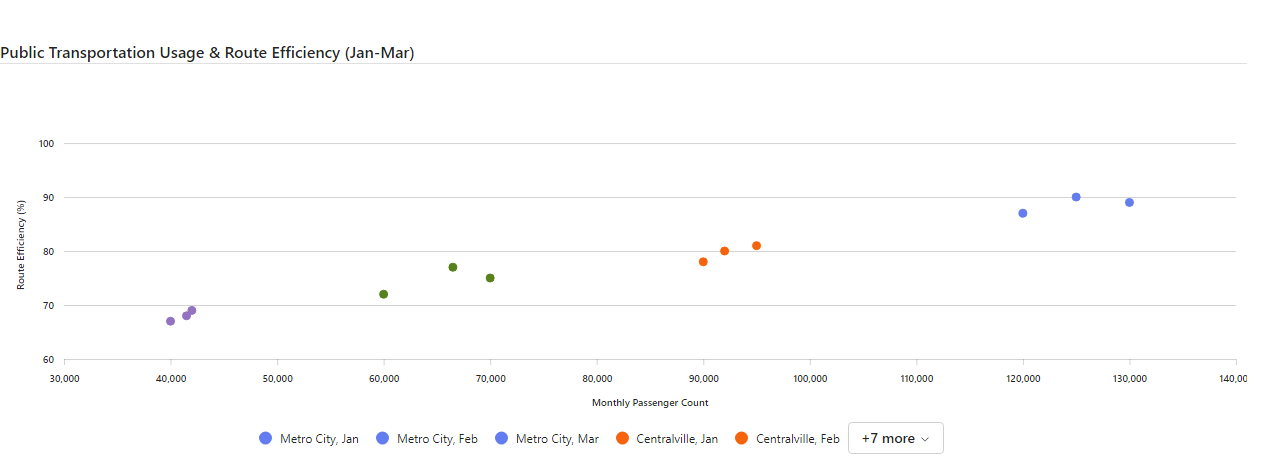 Public Transportation Usage & Route Efficiency (Jan-Mar)
100
90
80
70
60
Route Efficiency (%)
30,000 40,000 50,000 60,000 70,000 80,000 90,000 100,000 110,000 120,000 130,000 140,00
Monthly Passenger Count
Metro City, Jan Metro City, Feb Metro City, Mar Centralville, Jan Centralville, Feb +7 more